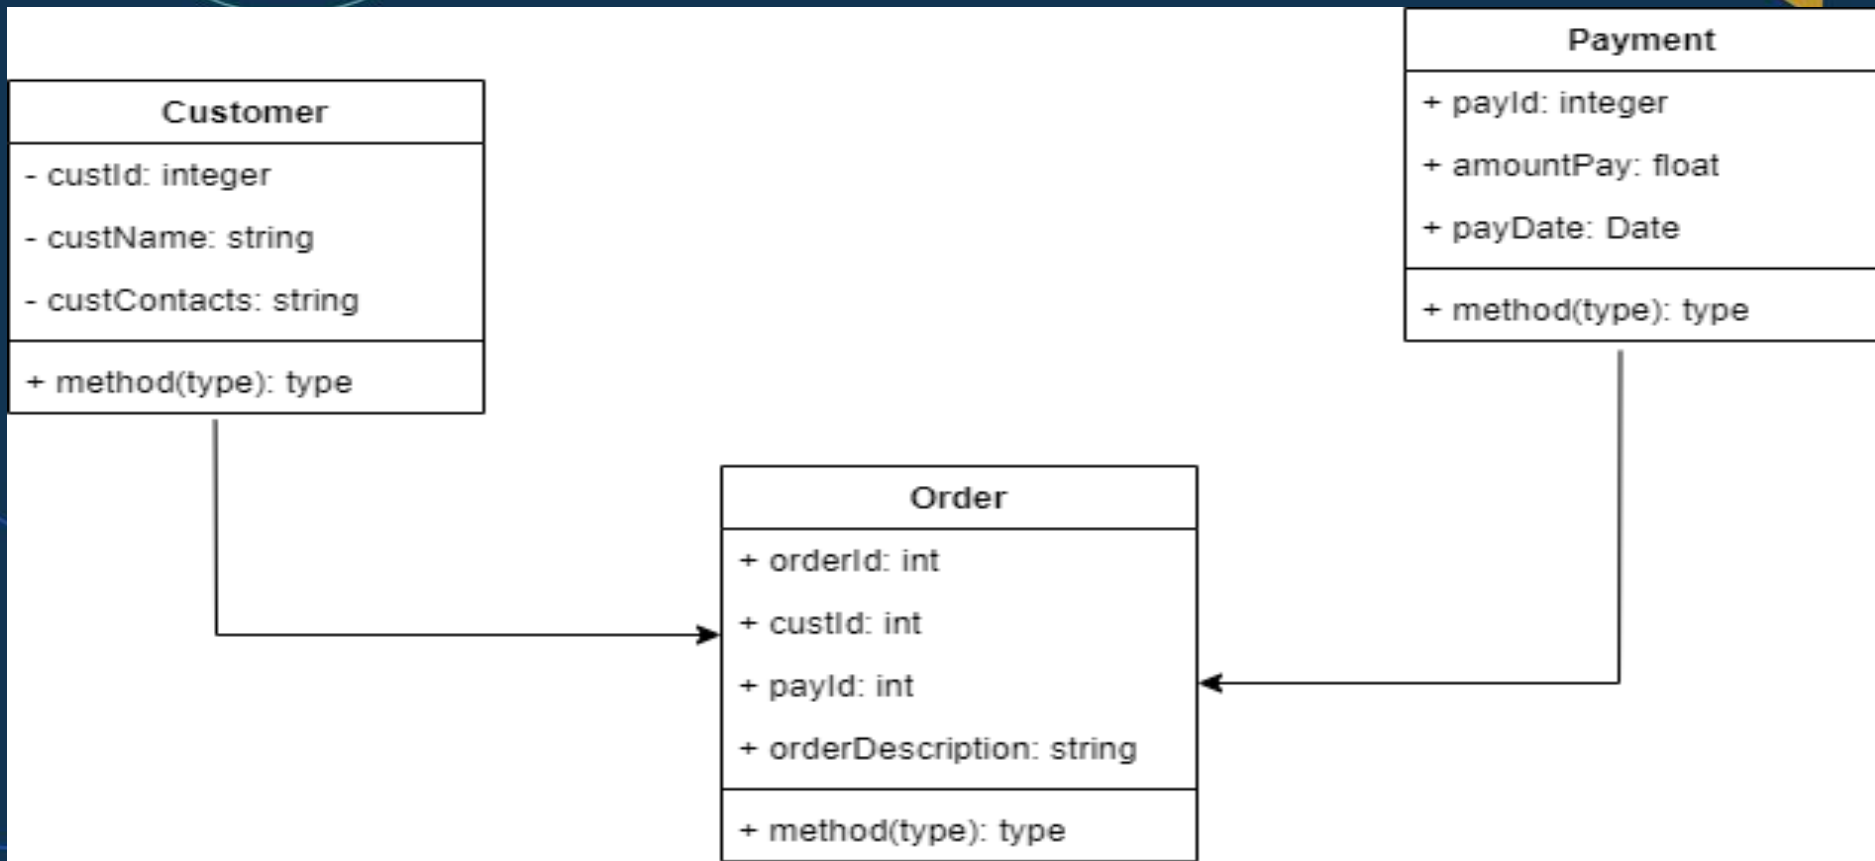 Customer
- custId: integer
- custName: string
- custContacts: string
+ method(type): type
Payment
+ payId: integer
+ amountPay: float
+ payDate: Date
+ method(type): type
Order
+ orderId: int
+ custId: int
+ payId: int
+ orderDescription: string
+ method(type): type